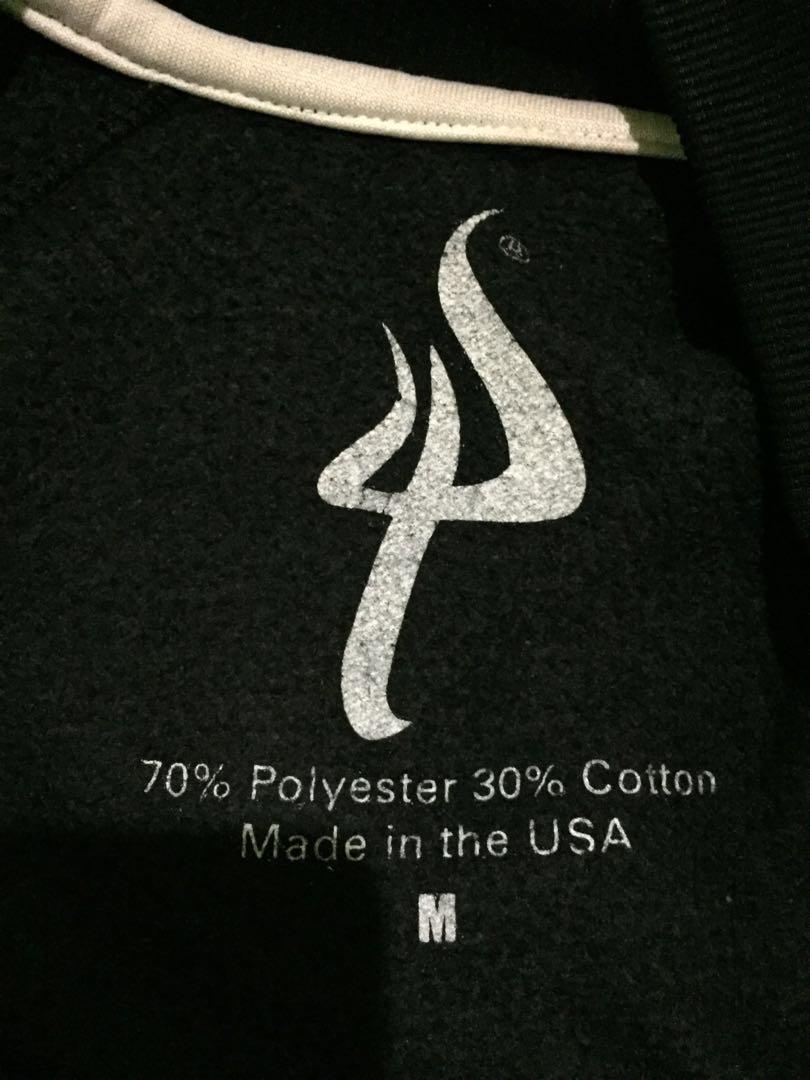 ®
70% Polyester 30% Cotton
Made in the USA
M